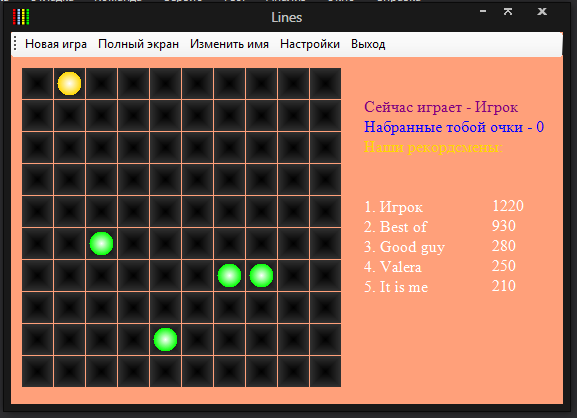 Lines
Новая игра Полный экран Изменить имя Настройки Выход
Сейчас играет - Игрок
Набранные тобой очки - 0
Наши рекордсмены:
1. Игрок 1220
2. Best of 930
3. Good guy 280
4. Valera 250
5. It is me 210